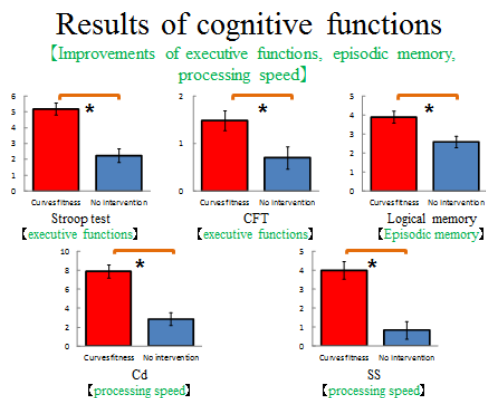 Results of cognitive functions
【Improvements of executive functions, episodic memory,
processing speed】
6
5
4
3
2
1
0
*
Curves fitness No intervention
Stroop test
【executive functions】
2
1
0
*
Curves fitness No intervention
CFT
【executive functions】
5
4
3
2
1
0
*
Curves fitness No intervention
Logical memory
【Episodic memory】
10
8
6
4
2
0
*
Curves fitness No intervention
Cd
【processing speed】
5
4
3
2
1
0
*
Curves fitness No intervention
SS
【processing speed】